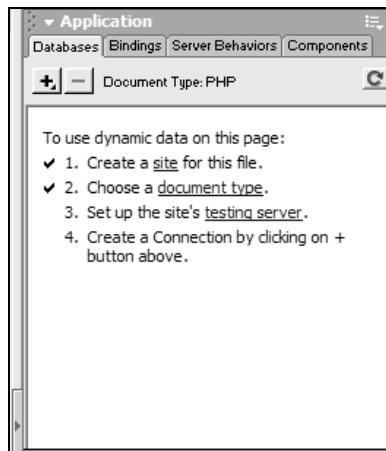 Application
Databases Bindings Server Behaviors Components
Document Type: PHP
To use dynamic data on this page:
✔ 1. Create a site for this file.
✔ 2. Choose a document type.
3. Set up the site's testing server.
4. Create a Connection by clicking on +
button above.